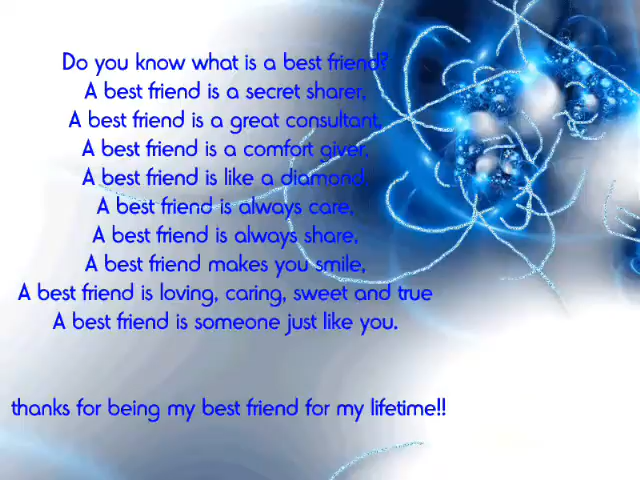 Do you know what is a best friend?
A best friend is a secret sharer,
A best friend is a great consultant,
A best friend is a comfort giver,
A best friend is like a diamond,
A best friend is always care,
A best friend is always share,
A best friend makes you smile,
A best friend is loving, caring, sweet and true
A best friend is someone just like you.
thanks for being my best friend for my lifetime!!